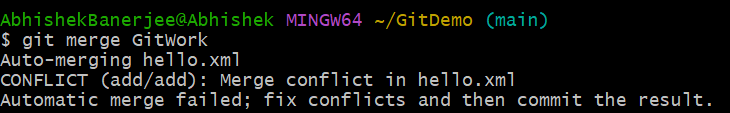 AbhishekBanerjee@Abhishek MINGW64 ~/GitDemo (main)
$ git merge GitWork
Auto-merging hello.xml
CONFLICT (add/add): Merge conflict in hello.xml
Automatic merge failed; fix conflicts and then commit the result.